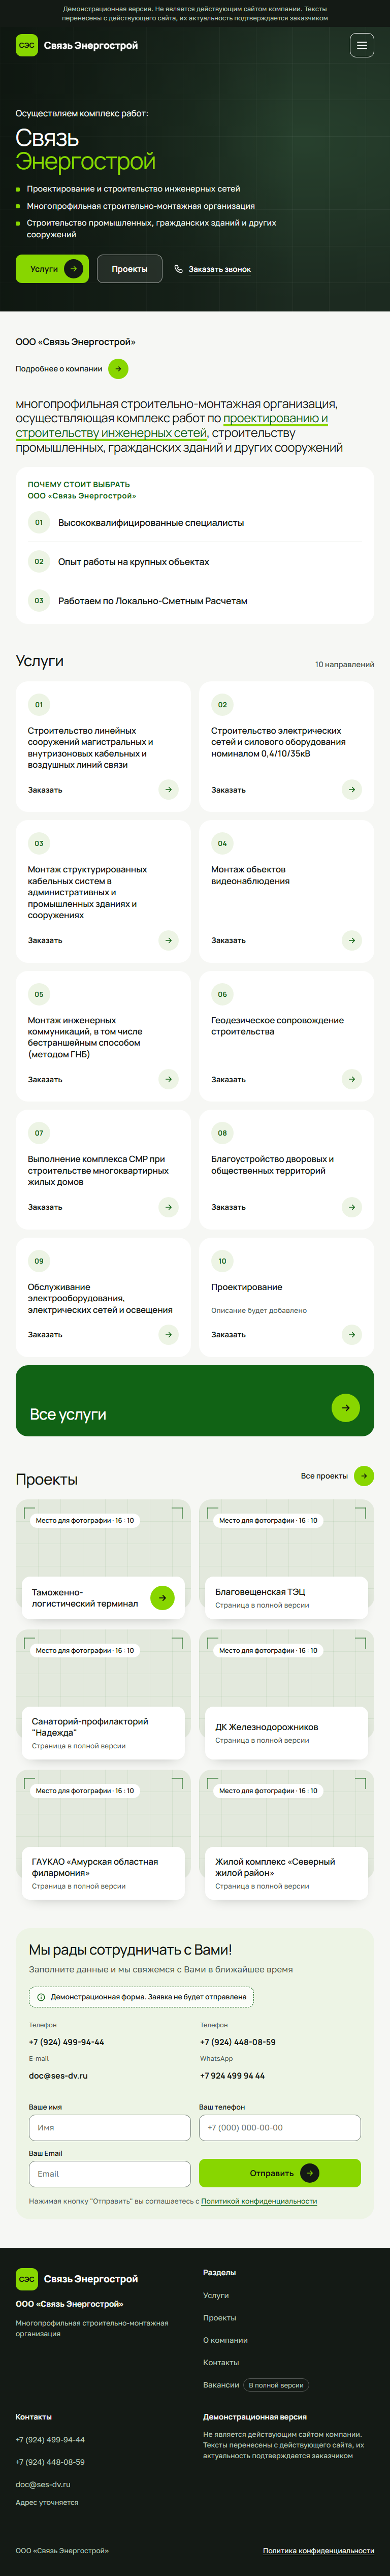 Демонстрационная версия. Не является действующим сайтом компании. Тексты
перенесены с действующего сайта, их актуальность подтверждается заказчиком
СЭС Связь Энергострой
Осуществляем комплекс работ:
Связь
Энергострой
Проектирование и строительство инженерных сетей
Многопрофильная строительно-монтажная организация
Строительство промышленных, гражданских зданий и других
сооружений
Услуги
Проекты
Заказать звонок
ООО «Связь Энергострой»
Подробнее о компании
многопрофильная строительно-монтажная организация,
осуществляющая комплекс работ по проектированию и
строительству инженерных сетей, строительству
промышленных, гражданских зданий и других сооружений
ПОЧЕМУ СТОИТ ВЫБРАТЬ
ООО «Связь Энергострой»
01 Высококвалифицированные специалисты
02 Опыт работы на крупных объектах
03 Работаем по Локально-Сметным Расчетам
Услуги
10 направлений
01
Строительство линейных
сооружений магистральных и
внутризоновых кабельных и
воздушных линий связи
Заказать
02
Строительство электрических
сетей и силового оборудования
номиналом 0,4/10/35кВ
Заказать
03
Монтаж структурированных
кабельных систем в
административных и
промышленных зданиях и
сооружениях
Заказать
04
Монтаж объектов
видеонаблюдения
Заказать
05
Монтаж инженерных
коммуникаций, в том числе
бестраншейным способом
(методом ГНБ)
Заказать
06
Геодезическое сопровождение
строительства
Заказать
07
Выполнение комплекса СМР при
строительстве многоквартирных
жилых домов
Заказать
08
Благоустройство дворовых и
общественных территорий
Заказать
09
Обслуживание
электрооборудования,
электрических сетей и освещения
Заказать
10
Проектирование
Описание будет добавлено
Заказать
Все услуги
Проекты
Все проекты
Место для фотографии · 16 : 10
Таможенно-
логистический терминал
Место для фотографии · 16 : 10
Благовещенская ТЭЦ
Страница в полной версии
Место для фотографии · 16 : 10
Санаторий-профилакторий
"Надежда"
Страница в полной версии
Место для фотографии · 16 : 10
ДК Железнодорожников
Страница в полной версии
Место для фотографии · 16 : 10
ГАУКАО «Амурская областная
филармония»
Страница в полной версии
Место для фотографии · 16 : 10
Жилой комплекс «Северный
жилой район»
Страница в полной версии
Мы рады сотрудничать с Вами!
Заполните данные и мы свяжемся с Вами в ближайшее время
Демонстрационная форма. Заявка не будет отправлена
Телефон
+7 (924) 499-94-44
Телефон
+7 (924) 448-08-59
E-mail
doc@ses-dv.ru
WhatsApp
+7 924 499 94 44
Ваше имя
Имя
Ваш телефон
+7 (000) 000-00-00
Ваш Email
Email
Отправить
Нажимая кнопку "Отправить" вы соглашаетесь с Политикой конфиденциальности
СЭС Связь Энергострой
ООО «Связь Энергострой»
Многопрофильная строительно-монтажная
организация
Разделы
Услуги
Проекты
О компании
Контакты
Вакансии В полной версии
Контакты
+7 (924) 499-94-44
+7 (924) 448-08-59
doc@ses-dv.ru
Адрес уточняется
Демонстрационная версия
Не является действующим сайтом компании.
Тексты перенесены с действующего сайта, их
актуальность подтверждается заказчиком
ООО «Связь Энергострой»
Политика конфиденциальности